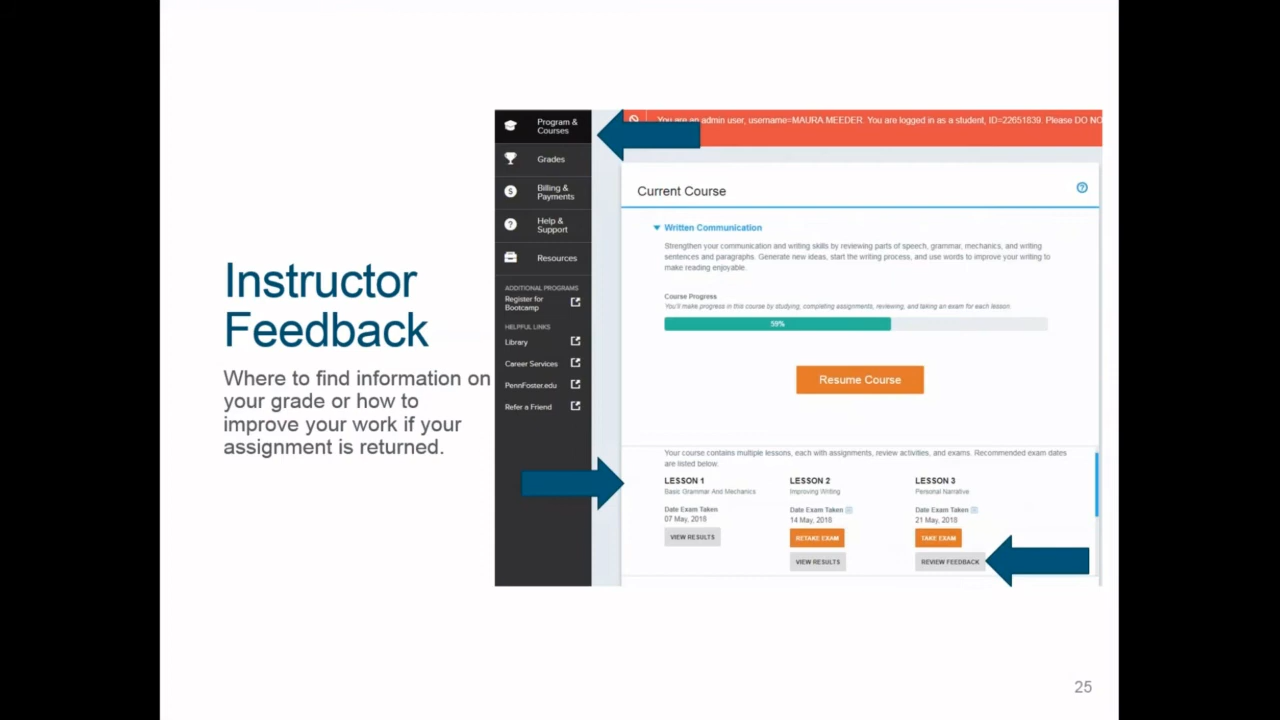 Instructor
Feedback
Where to find information on
your grade or how to
improve your work if your
assignment is returned.
Program &
Courses
Grades
Billing &
Payments
Help &
Support
Resources
ADDITIONAL PROGRAMS
Register for
Bootcamp
HELPFUL LINKS
Library
Career Services
PennFoster.edu
Refer a Friend
You are an admin user, username=MAURA.MEEDER. You are logged in as a student, ID=22651839. Please DO NO
Current Course
Written Communication
Strengthen your communication and writing skills by reviewing parts of speech, grammar, mechanics, and writing
sentences and paragraphs. Generate new ideas, start the writing process, and use words to improve your writing to
make reading enjoyable.
Course Progress
You'll make progress in this course by studying, completing assignments, reviewing, and taking an exam for each lesson.
59%
Resume Course
Your course contains multiple lessons, each with assignments, review activities, and exams. Recommended exam dates
are listed below.
LESSON 1
Basic Grammar And Mechanics
Date Exam Taken
07 May, 2018
VIEW RESULTS
LESSON 2
Improving Writing
Date Exam Taken
14 May, 2018
RETAKE EXAM
VIEW RESULTS
LESSON 3
Personal Narrative
Date Exam Taken
21 May, 2018
TAKE EXAM
REVIEW FEEDBACK
25